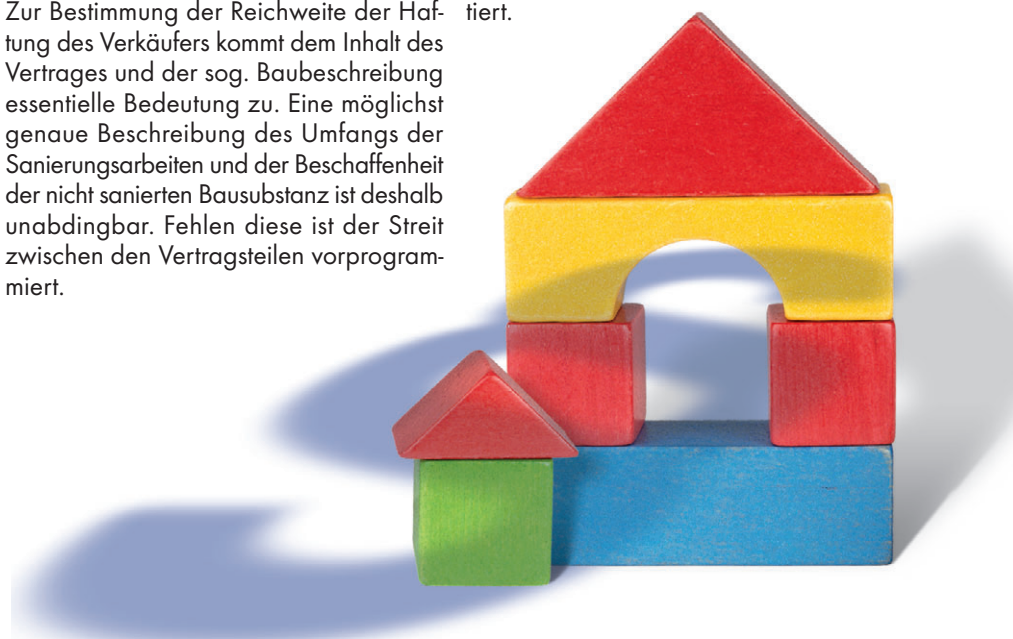 Zur Bestimmung der Reichweite der Haf-
tung des Verkäufers kommt dem Inhalt des
Vertrages und der sog. Baubeschreibung
essentielle Bedeutung zu. Eine möglichst
genaue Beschreibung des Umfangs der
Sanierungsarbeiten und der Beschaffenheit
der nicht sanierten Bausubstanz ist deshalb
unabdingbar. Fehlen diese ist der Streit
zwischen den Vertragsteilen vorprogram-
miert.
tiert.